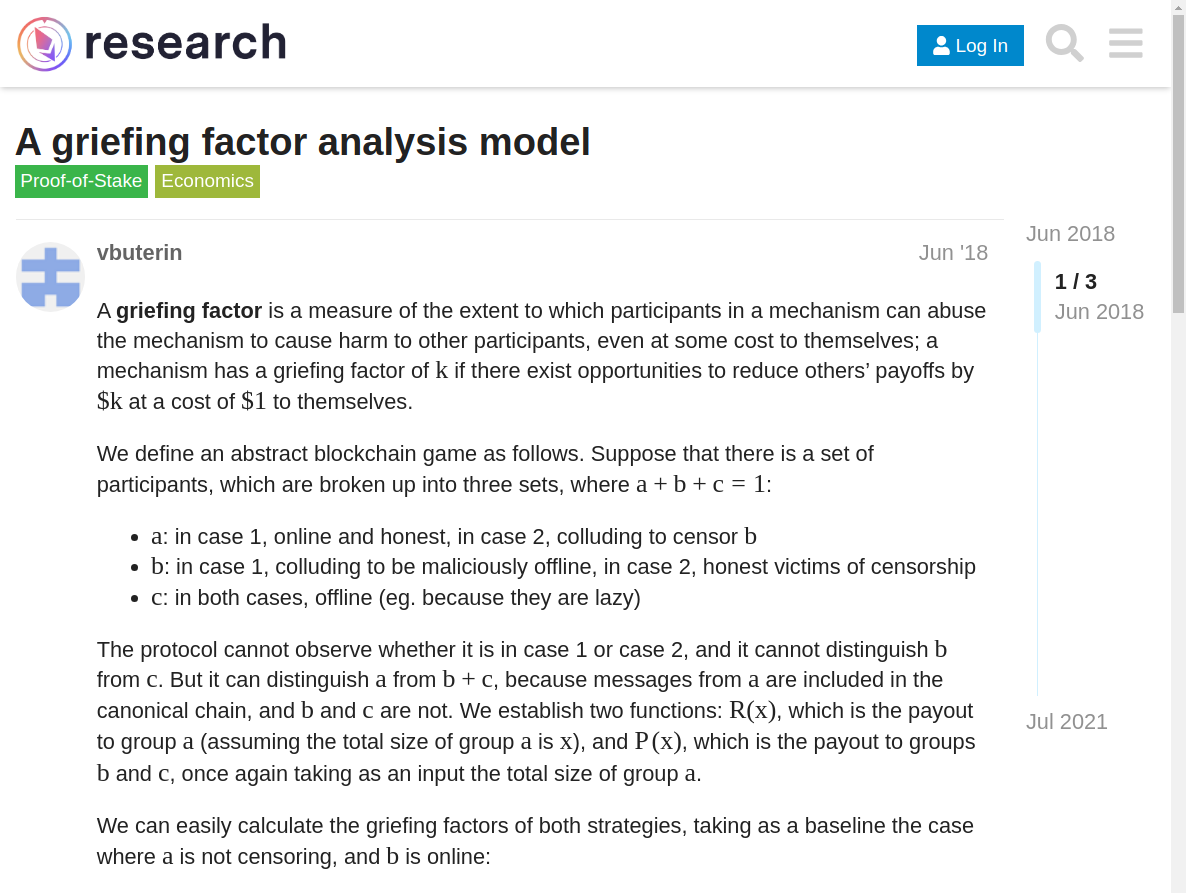 research
Log In
A griefing factor analysis model
Proof-of-Stake Economics
Jun 2018
vbuterin Jun '18
1 / 3
Jun 2018
A griefing factor is a measure of the extent to which participants in a mechanism can abuse
the mechanism to cause harm to other participants, even at some cost to themselves; a
mechanism has a griefing factor of k if there exist opportunities to reduce others’ payoffs by
$k at a cost of $1 to themselves.
We define an abstract blockchain game as follows. Suppose that there is a set of
participants, which are broken up into three sets, where a + b + c = 1:
• a: in case 1, online and honest, in case 2, colluding to censor b
• b: in case 1, colluding to be maliciously offline, in case 2, honest victims of censorship
• c: in both cases, offline (eg. because they are lazy)
The protocol cannot observe whether it is in case 1 or case 2, and it cannot distinguish b
from c. But it can distinguish a from b + c, because messages from a are included in the
canonical chain, and b and c are not. We establish two functions: R(x), which is the payout
to group a (assuming the total size of group a is x), and P(x), which is the payout to groups
b and c, once again taking as an input the total size of group a.
Jul 2021
We can easily calculate the griefing factors of both strategies, taking as a baseline the case
where a is not censoring, and b is online: